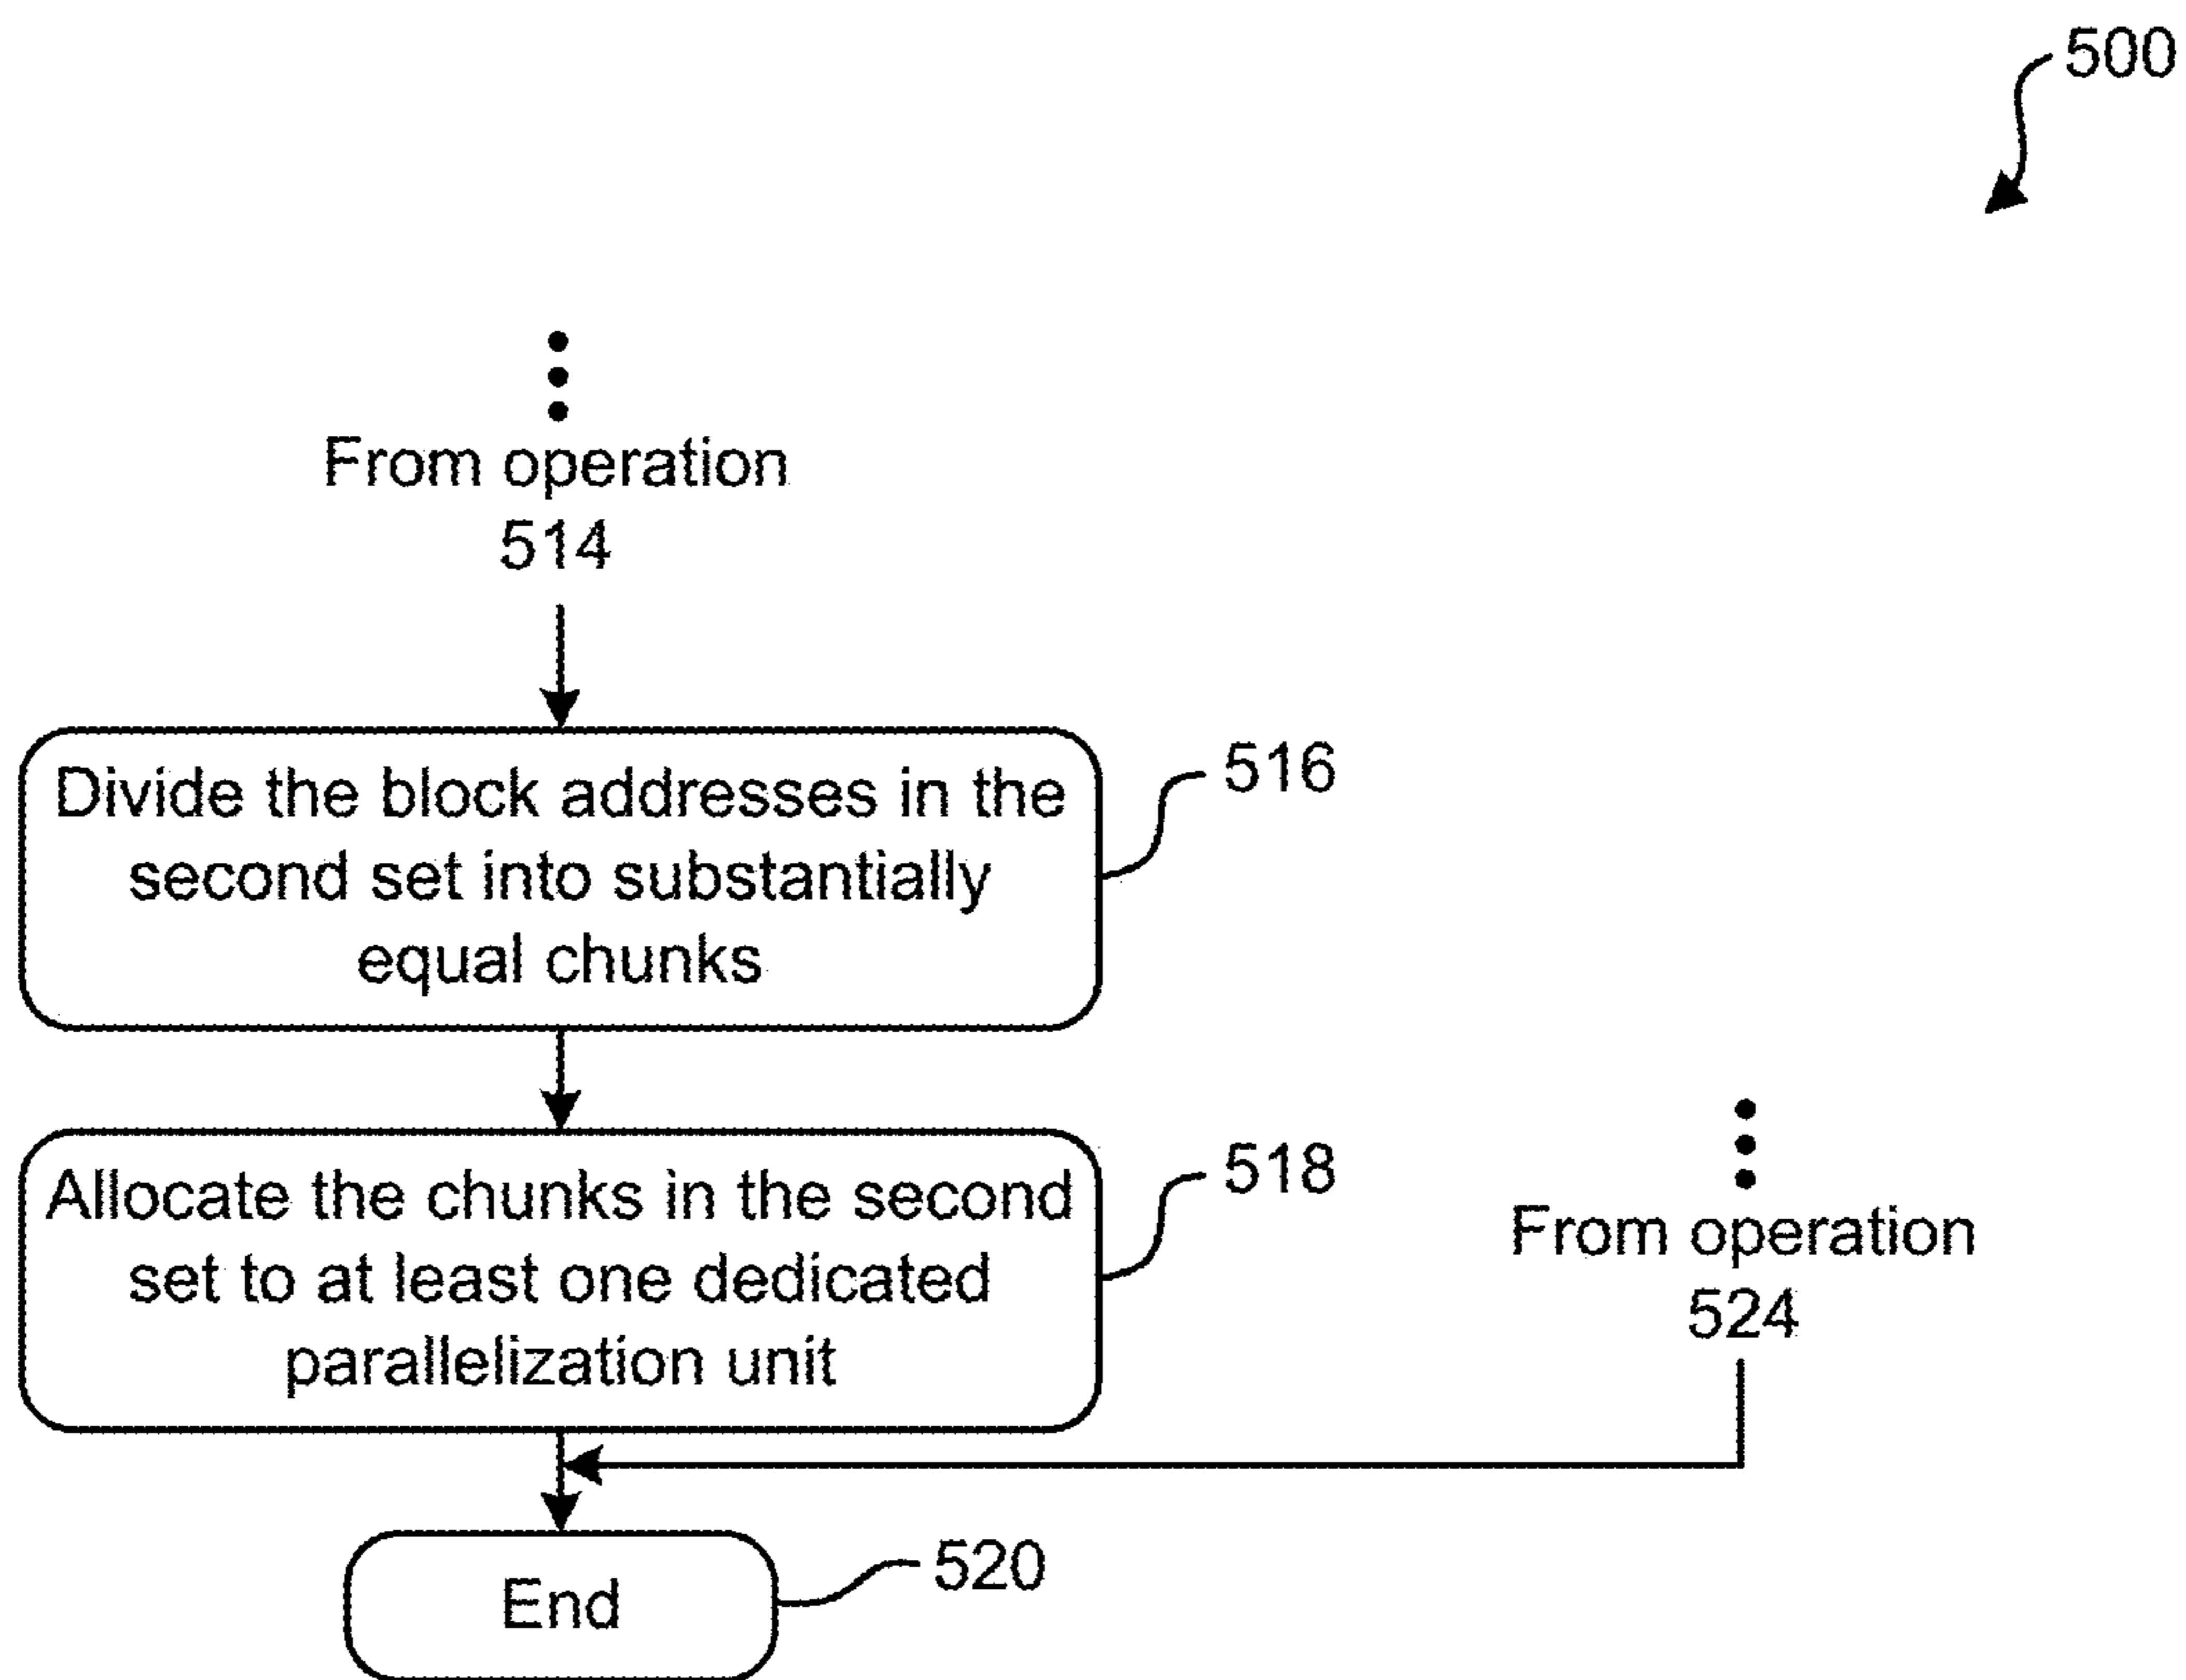 500
From operation
514
Divide the block addresses in the
second set into substantially
equal chunks
516
Allocate the chunks in the second
set to at least one dedicated
parallelization unit
518
From operation
524
End
520